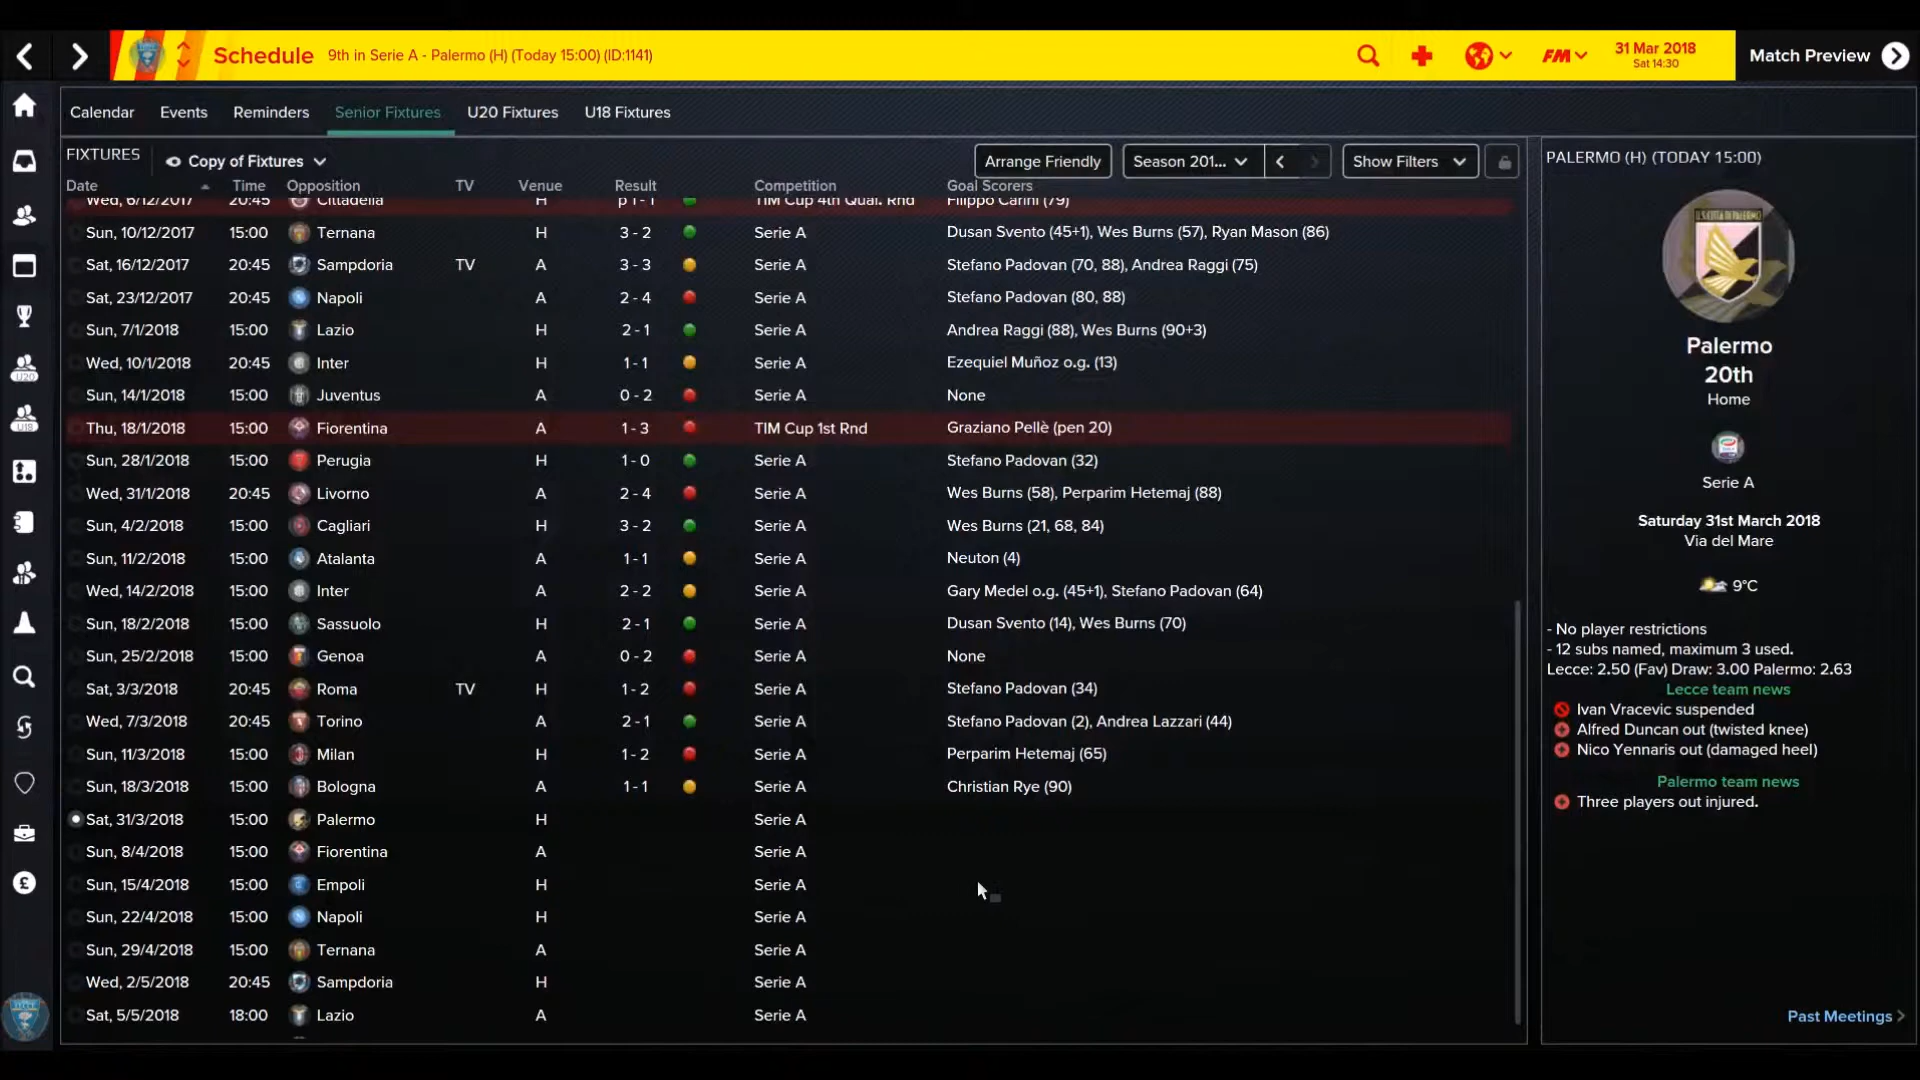 Schedule 9th in Serie A - Palermo (H) (Today 15:00) (ID:1141) FM 31 Mar 2018 Match Preview
Sat 14:30
Calendar Events Reminders Senior Fixtures U20 Fixtures U18 Fixtures
FIXTURES Copy of Fixtures Arrange Friendly Season 201... Show Filters
Date Time Opposition TV Venue Result Competition Goal Scorers
Wed, 6/12/2017 20:45 Cittadella H p 1 - 1 TIM Cup 4th Qual. Rnd Filippo Carini (79)
Sun, 10/12/2017 15:00 Ternana H 3 - 2 Serie A Dusan Svento (45+1), Wes Burns (57), Ryan Mason (86)
Sat, 16/12/2017 20:45 Sampdoria TV A 3 - 3 Serie A Stefano Padovan (70, 88), Andrea Raggi (75)
Sat, 23/12/2017 20:45 Napoli A 2 - 4 Serie A Stefano Padovan (80, 88)
Sun, 7/1/2018 15:00 Lazio H 2 - 1 Serie A Andrea Raggi (88), Wes Burns (90+3)
Wed, 10/1/2018 20:45 Inter H 1 - 1 Serie A Ezequiel Muñoz o.g. (13)
Sun, 14/1/2018 15:00 Juventus A 0 - 2 Serie A None
Thu, 18/1/2018 15:00 Fiorentina A 1 - 3 TIM Cup 1st Rnd Graziano Pellè (pen 20)
Sun, 28/1/2018 15:00 Perugia H 1 - 0 Serie A Stefano Padovan (32)
Wed, 31/1/2018 20:45 Livorno A 2 - 4 Serie A Wes Burns (58), Perparim Hetemaj (88)
Sun, 4/2/2018 15:00 Cagliari H 3 - 2 Serie A Wes Burns (21, 68, 84)
Sun, 11/2/2018 15:00 Atalanta A 1 - 1 Serie A Neuton (4)
Wed, 14/2/2018 15:00 Inter A 2 - 2 Serie A Gary Medel o.g. (45+1), Stefano Padovan (64)
Sun, 18/2/2018 15:00 Sassuolo H 2 - 1 Serie A Dusan Svento (14), Wes Burns (70)
Sun, 25/2/2018 15:00 Genoa A 0 - 2 Serie A None
Sat, 3/3/2018 20:45 Roma TV H 1 - 2 Serie A Stefano Padovan (34)
Wed, 7/3/2018 20:45 Torino A 2 - 1 Serie A Stefano Padovan (2), Andrea Lazzari (44)
Sun, 11/3/2018 15:00 Milan H 1 - 2 Serie A Perparim Hetemaj (65)
Sun, 18/3/2018 15:00 Bologna A 1 - 1 Serie A Christian Rye (90)
Sat, 31/3/2018 15:00 Palermo H Serie A
Sun, 8/4/2018 15:00 Fiorentina A Serie A
Sun, 15/4/2018 15:00 Empoli H Serie A
Sun, 22/4/2018 15:00 Napoli H Serie A
Sun, 29/4/2018 15:00 Ternana A Serie A
Wed, 2/5/2018 20:45 Sampdoria H Serie A
Sat, 5/5/2018 18:00 Lazio A Serie A
U20
U18
PALERMO (H) (TODAY 15:00)
Palermo
20th
Home
Serie A
Saturday 31st March 2018
Via del Mare
9°C
- No player restrictions
- 12 subs named, maximum 3 used.
Lecce: 2.50 (Fav) Draw: 3.00 Palermo: 2.63
Lecce team news
Ivan Vracevic suspended
Alfred Duncan out (twisted knee)
Nico Yennaris out (damaged heel)
Palermo team news
Three players out injured.
Past Meetings